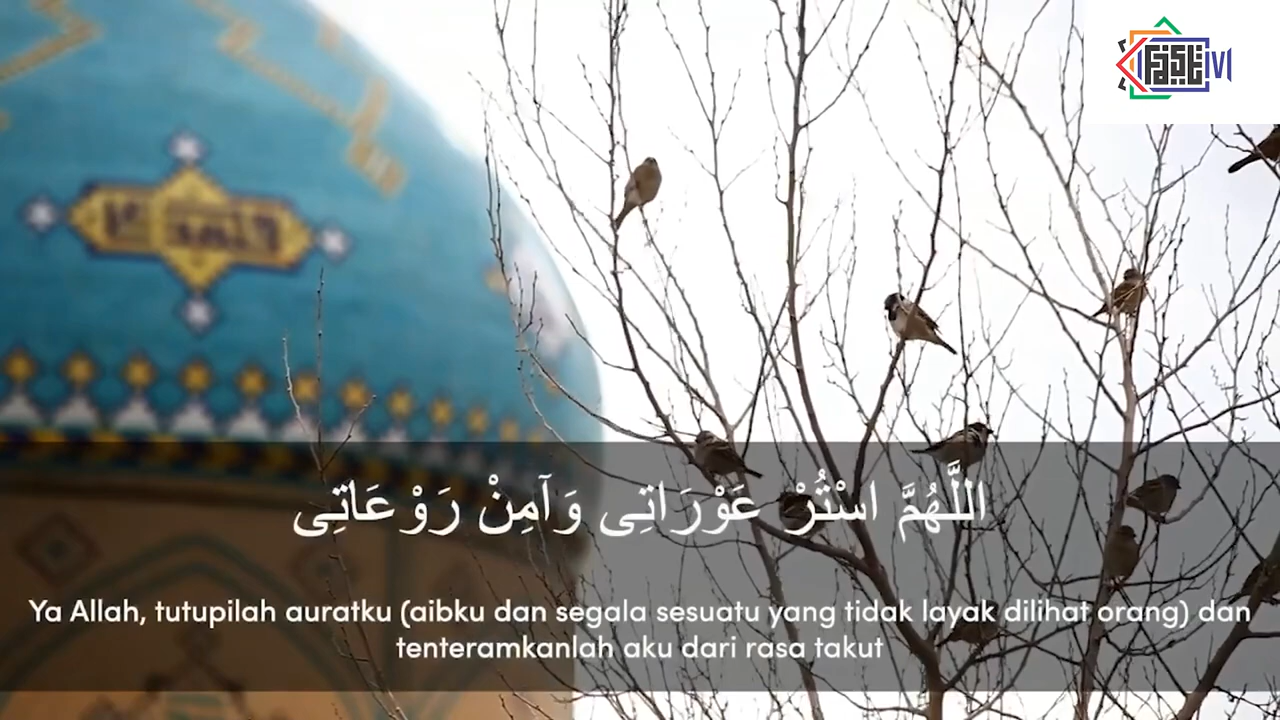 اللَّهُمَّ اسْتُرْ عَوْرَاتِى وَآمِنْ رَوْعَاتِى
Ya Allah, tutupilah auratku (aibku dan segala sesuatu yang tidak layak dilihat orang) dan
tenteramkanlah aku dari rasa takut